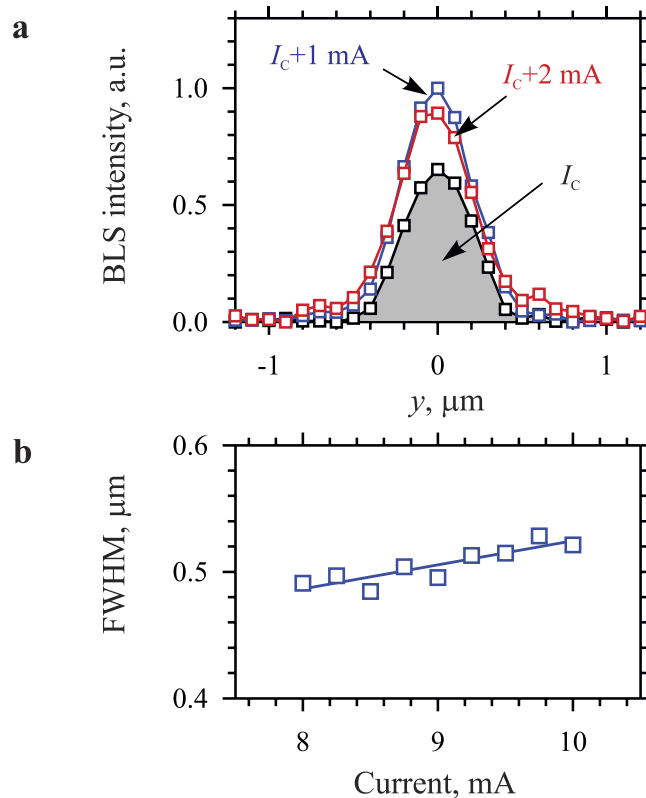 a
I_C+1 mA
I_C+2 mA
I_C
BLS intensity, a.u.
1.0
0.5
0.0
-1
0
1
y, μm
b
FWHM, μm
0.6
0.5
0.4
8
9
10
Current, mA